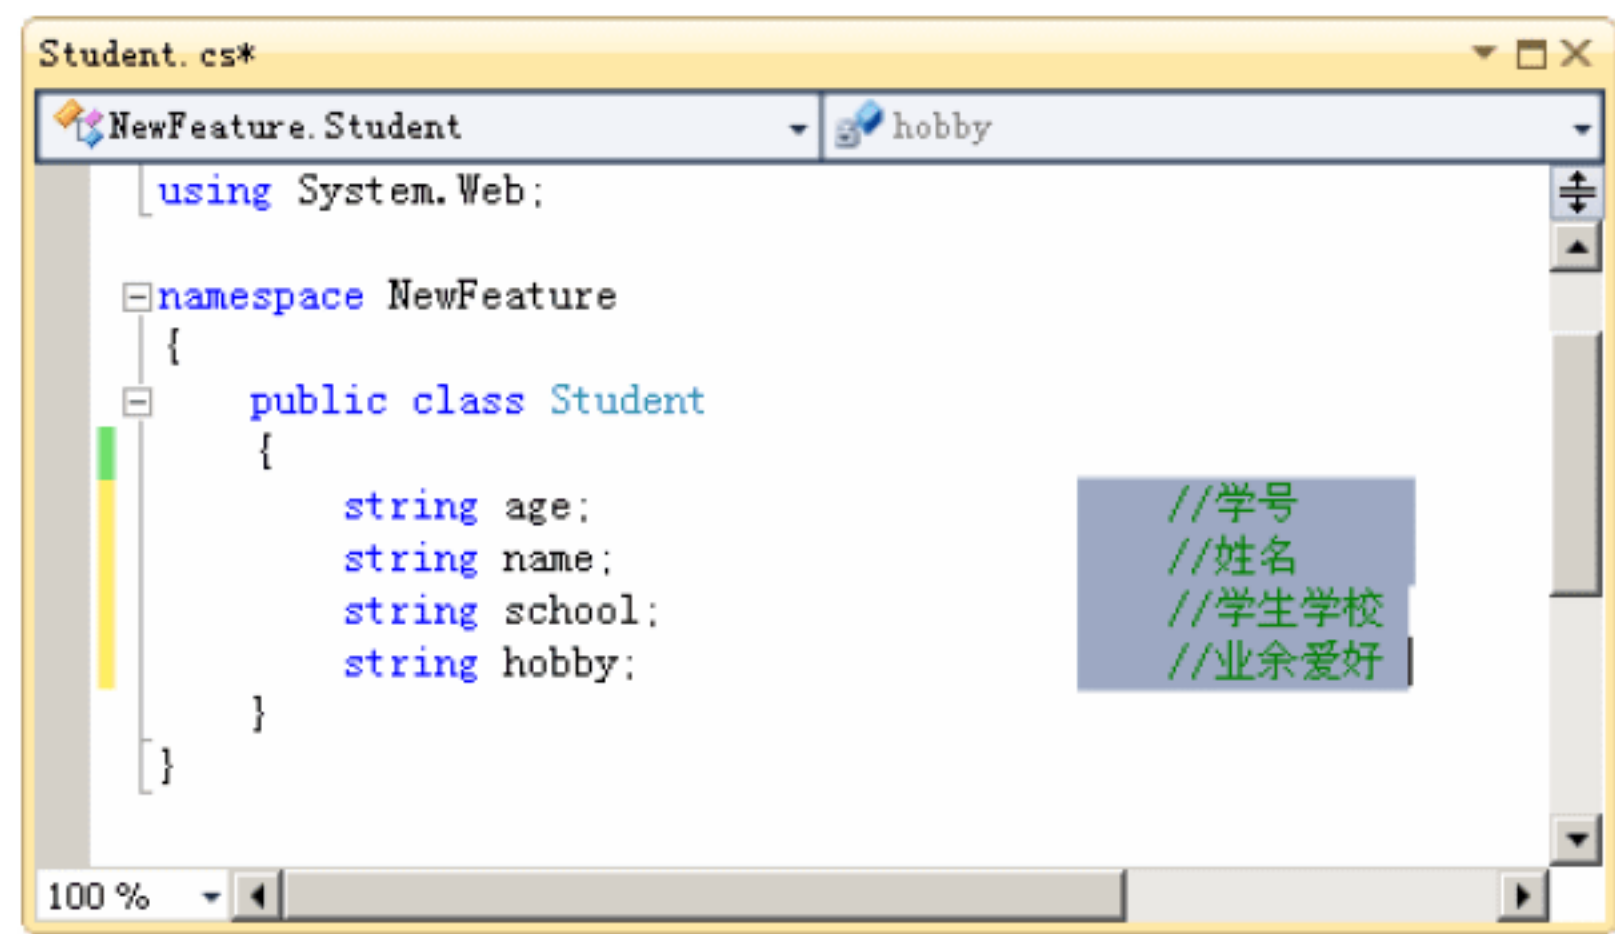 Student.cs*
NewFeature.Student hobby
using System.Web;
namespace NewFeature
{
public class Student
{
string age; //学号
string name; //姓名
string school; //学生学校
string hobby; //业余爱好
}
}
100 %